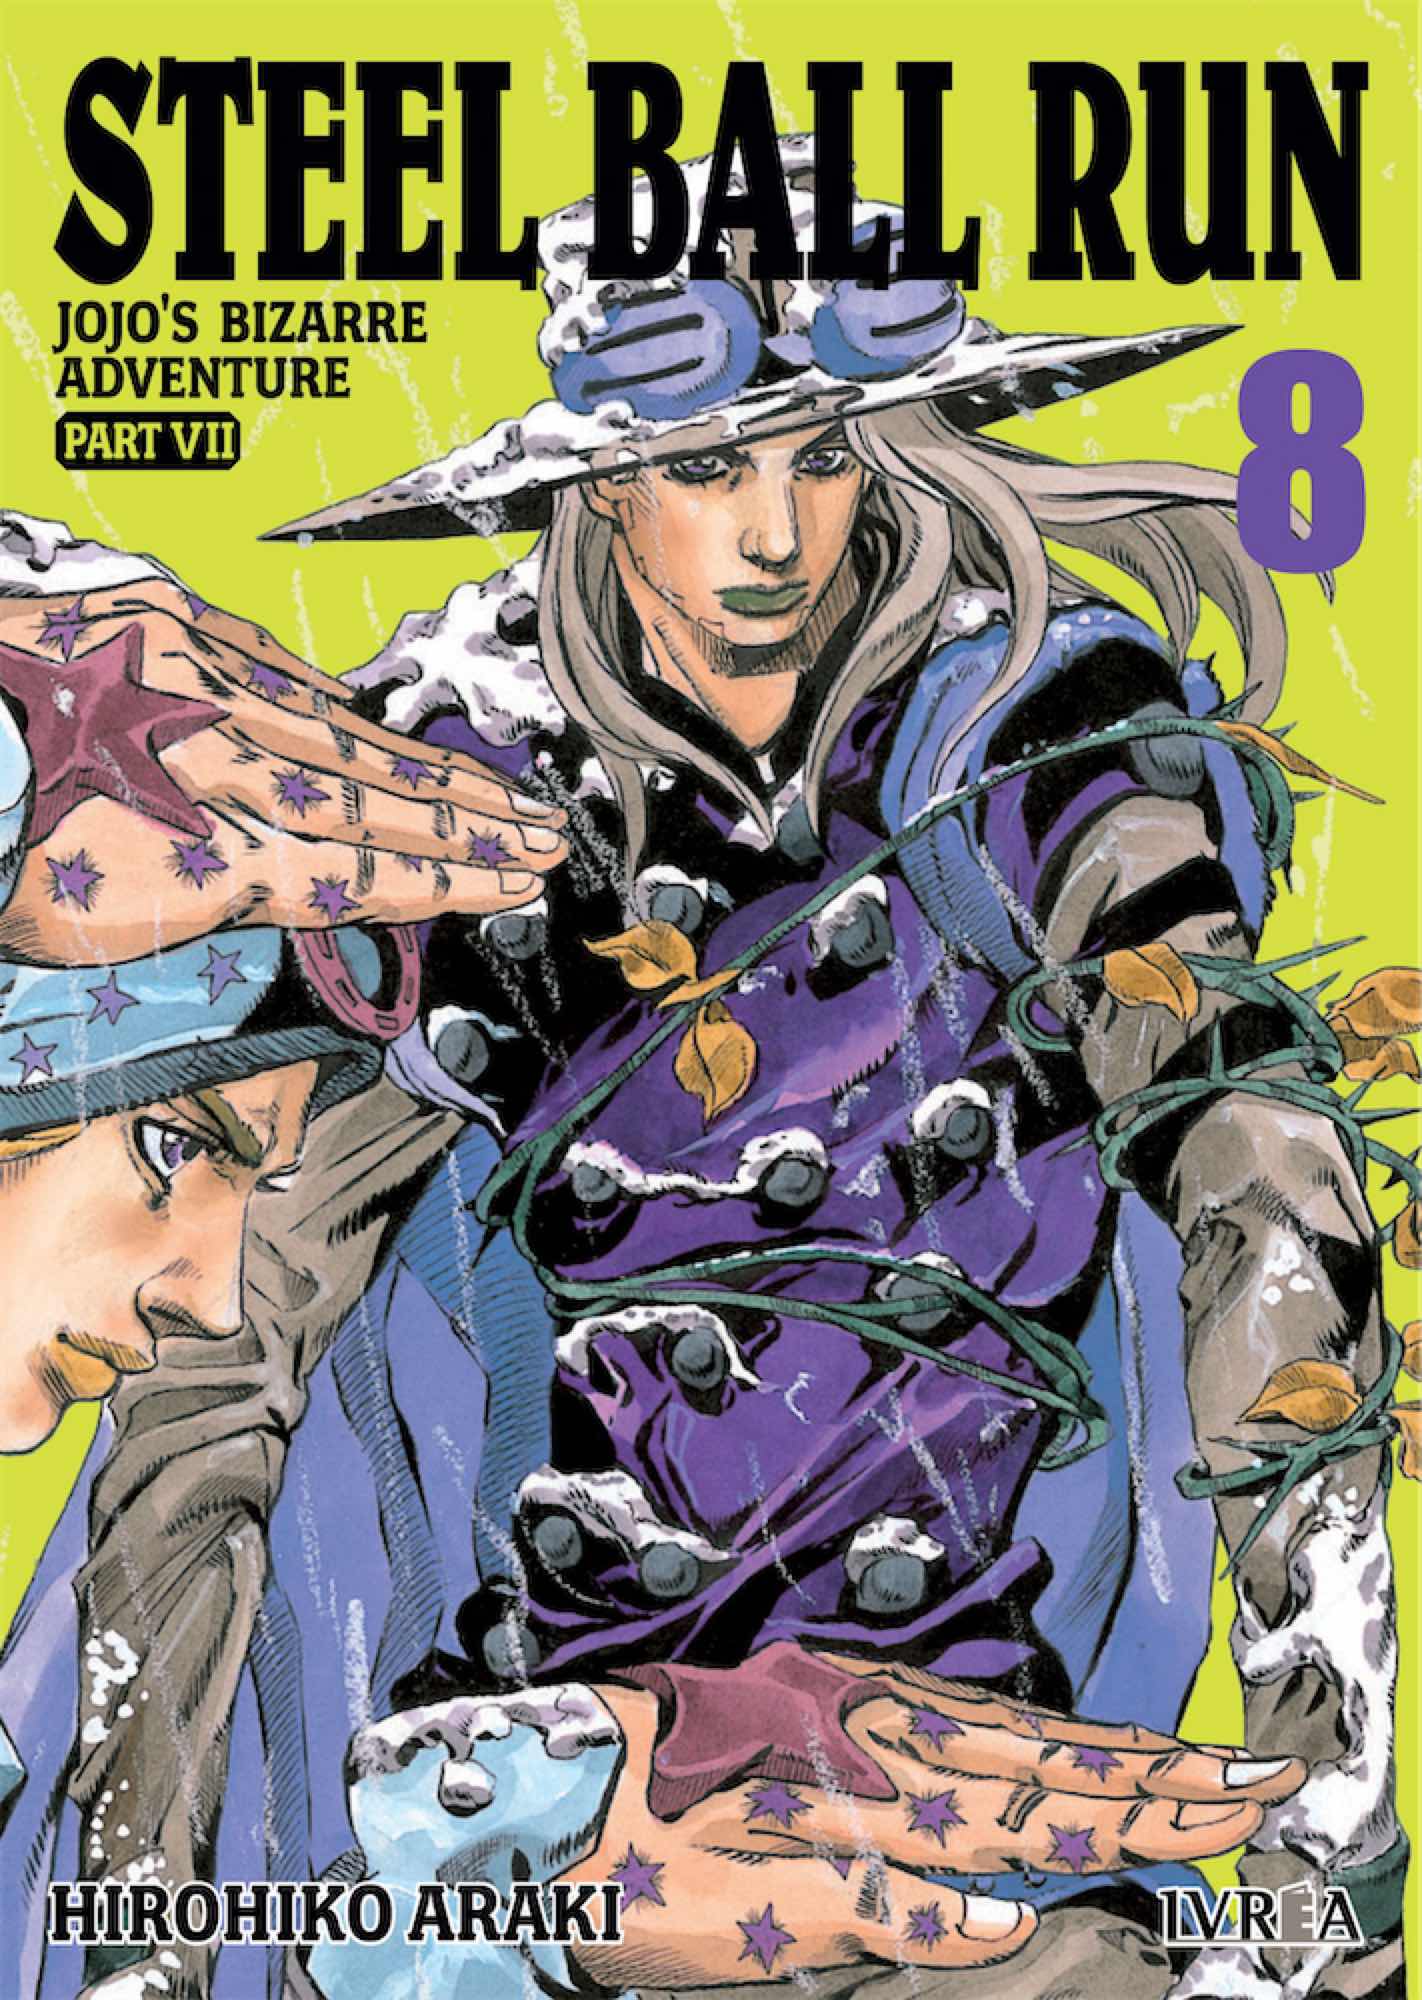 STEEL BALL RUN
JOJO'S BIZARRE
ADVENTURE
PART VII
8
HIROHIKO ARAKI
IVREA